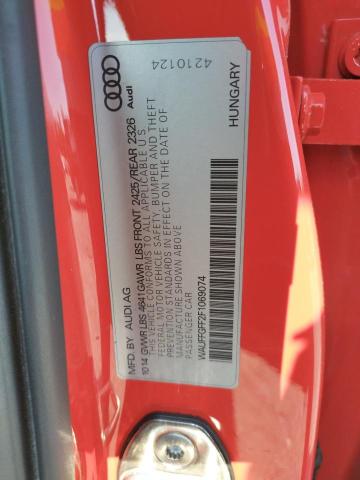 Audi
4210124
MFD. BY AUDI AG
10 14 GVWR LBS 4641 GAWR LBS FRONT 2425/REAR 2326
THIS VEHICLE CONFORMS TO ALL APPLICABLE U.S.
FEDERAL MOTOR VEHICLE SAFETY, BUMPER AND THEFT
PREVENTION STANDARDS IN EFFECT ON THE DATE OF
MANUFACTURE SHOWN ABOVE
PASSENGER CAR
HUNGARY